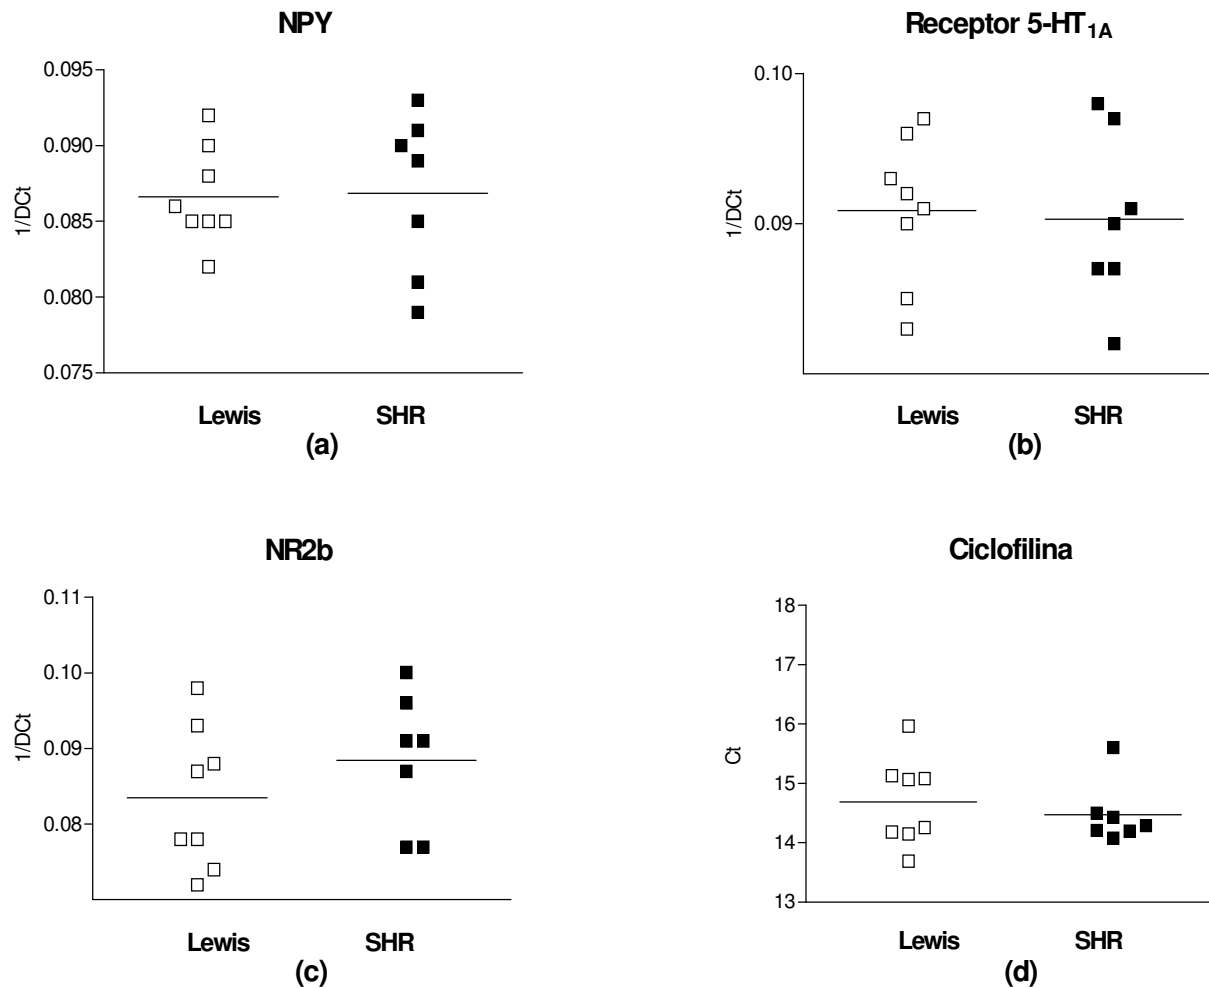 NPY
0.095
0.090
0.085
0.080
0.075
1/DCt
Lewis
SHR
(a)
Receptor 5-HT1A
0.10
0.09
1/DCt
Lewis
SHR
(b)
NR2b
0.11
0.10
0.09
0.08
1/DCt
Lewis
SHR
(c)
Ciclofilina
18
17
16
15
14
13
Ct
Lewis
SHR
(d)